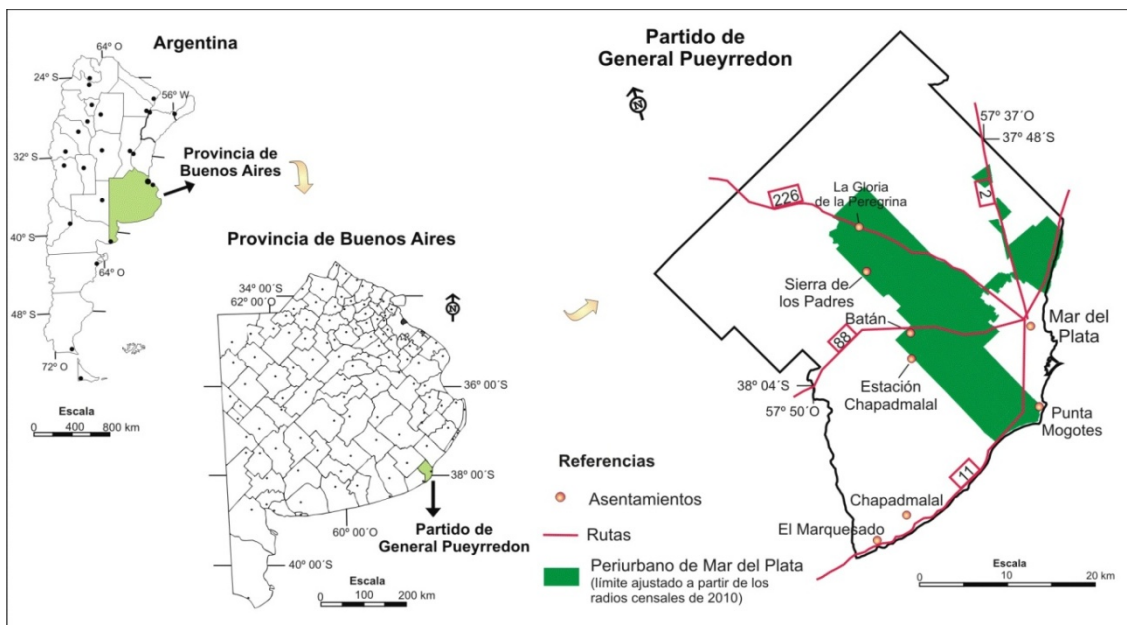 Argentina
64º O
24º S
56º W
32º S
Provincia de
Buenos Aires
40º S
64º O
48º S
72º O
Escala
0 400 800 km
Provincia de Buenos Aires
34º 00´S
62º 00´O
N
36º 00´S
38º 00´S
60º 00´O
Partido de
General Pueyrredon
40º 00´S
Escala
0 100 200 km
Partido de
General Pueyrredon
N
57º 37´O
37º 48´S
226
2
La Gloria
de la Peregrina
Sierra de
los Padres
Batán
88
Mar del
Plata
38º 04´S
57º 50´O
Estación
Chapadmalal
Punta
Mogotes
11
Chapadmalal
El Marquesado
Referencias
Asentamientos
Rutas
Periurbano de Mar del Plata
(límite ajustado a partir de los
radios censales de 2010)
Escala
0 10 20 km